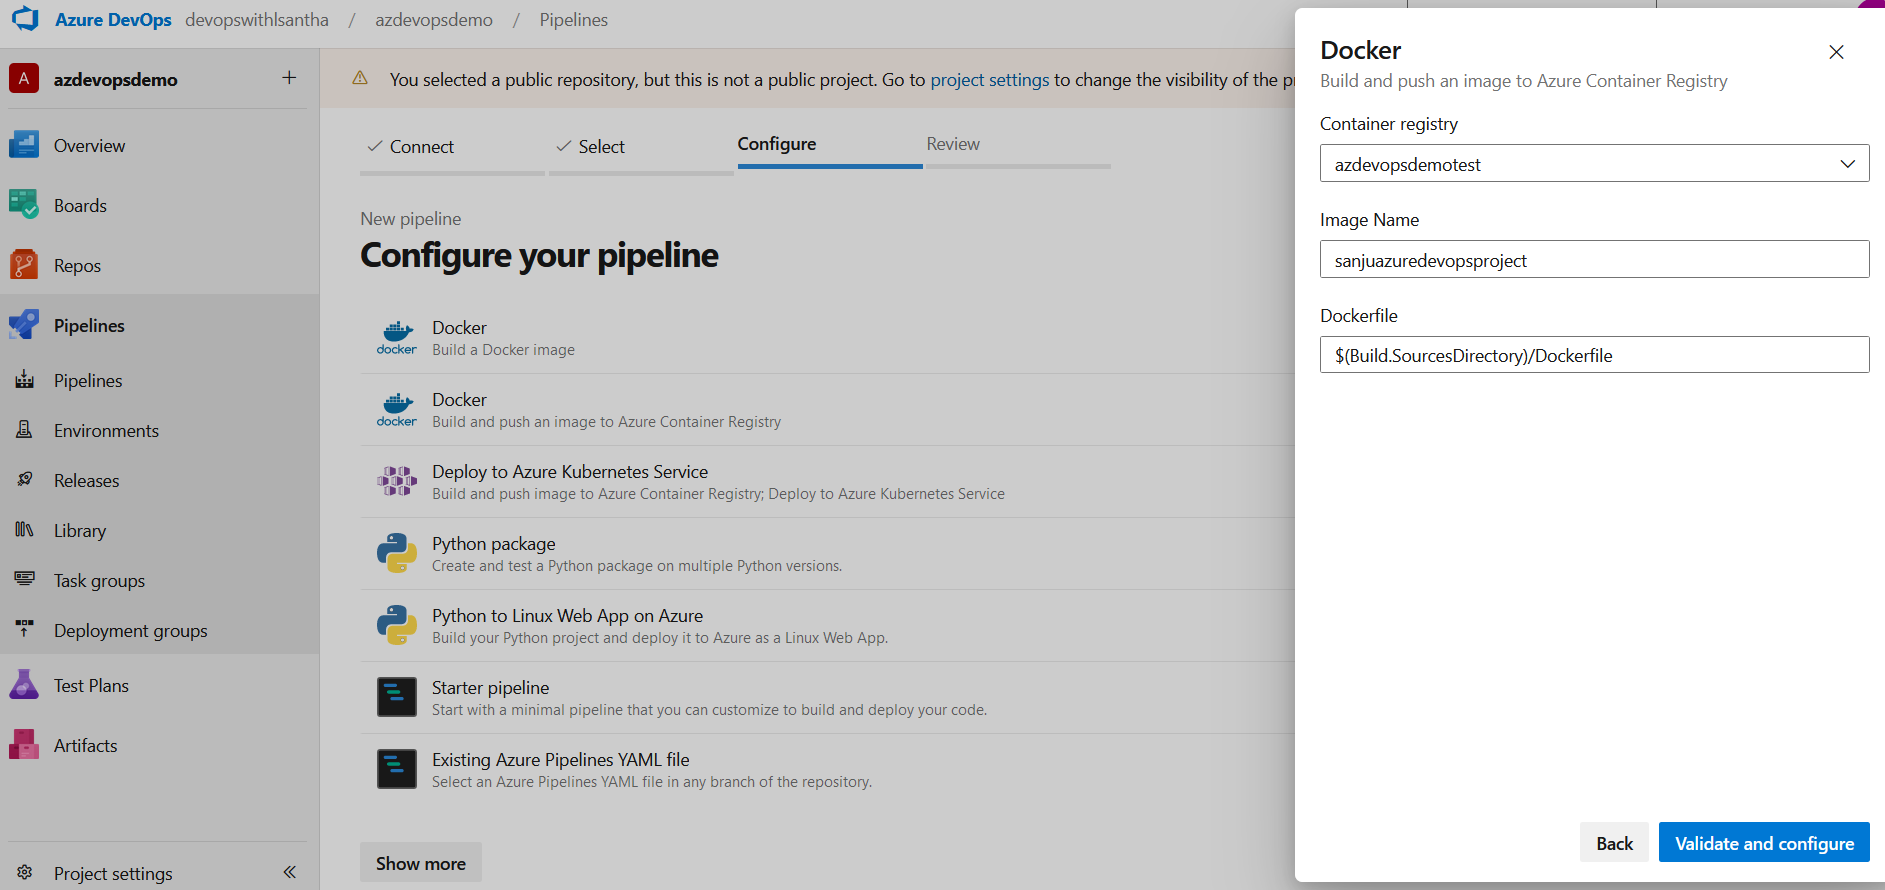 Azure DevOps devopswithlsantha / azdevopsdemo / Pipelines
A azdevopsdemo +
Overview
Boards
Repos
Pipelines
Pipelines
Environments
Releases
Library
Task groups
Deployment groups
Test Plans
Artifacts
Project settings
You selected a public repository, but this is not a public project. Go to project settings to change the visibility of the
Connect
Select
Configure
Review
New pipeline
Configure your pipeline
docker
Docker
Build a Docker image
docker
Docker
Build and push an image to Azure Container Registry
Deploy to Azure Kubernetes Service
Build and push image to Azure Container Registry; Deploy to Azure Kubernetes Service
Python package
Create and test a Python package on multiple Python versions.
Python to Linux Web App on Azure
Build your Python project and deploy it to Azure as a Linux Web App.
Starter pipeline
Start with a minimal pipeline that you can customize to build and deploy your code.
Existing Azure Pipelines YAML file
Select an Azure Pipelines YAML file in any branch of the repository.
Show more
Docker
Build and push an image to Azure Container Registry
Container registry
azdevopsdemotest
Image Name
sanjuazuredevopsproject
Dockerfile
$(Build.SourcesDirectory)/Dockerfile
Back
Validate and configure